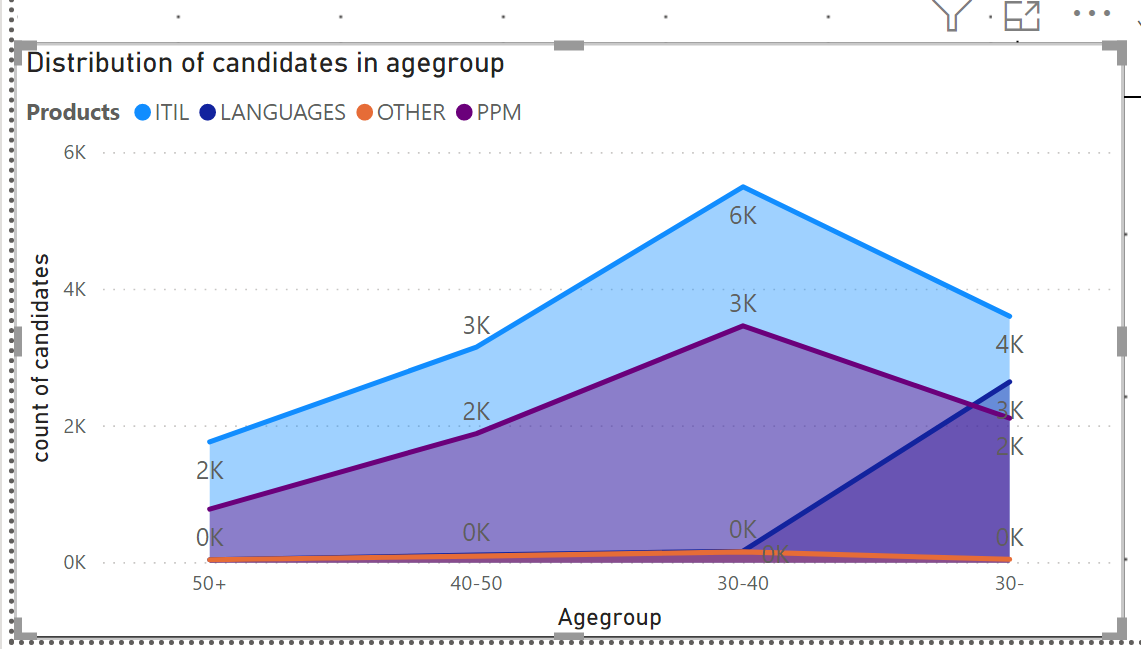 Distribution of candidates in agegroup
Products ITIL LANGUAGES OTHER PPM
6K
6K
3K
4K
3K
4K
2K
3K
2K
2K
2K
0K
0K
0K
0K
0K
0K
50+ 40-50 30-40 30-
Agegroup
count of candidates